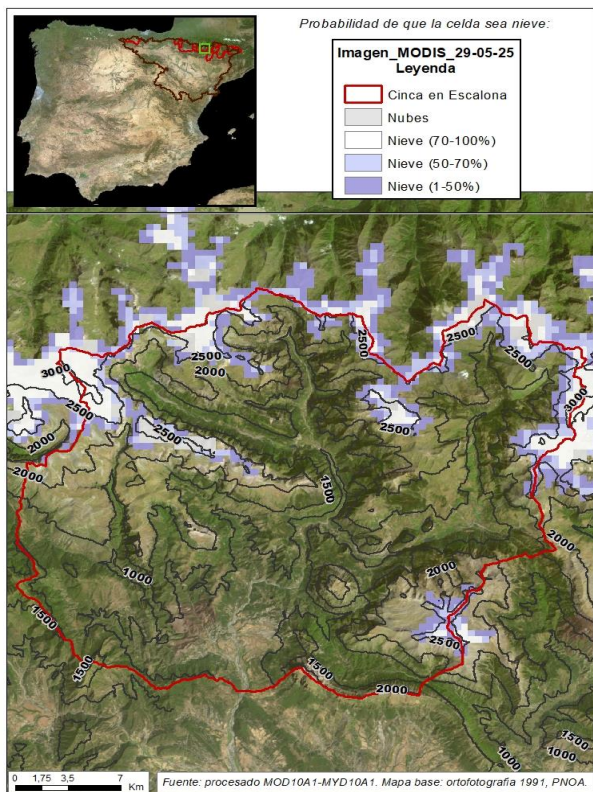 Probabilidad de que la celda sea nieve:
Imagen_MODIS_29-05-25
Leyenda
Cinca en Escalona
Nubes
Nieve (70-100%)
Nieve (50-70%)
Nieve (1-50%)
2500
2500
2500
2500
2000
3000
3000
2500
2500
2500
2000
2000
1500
2000
1000
2000
1500
2500
1500
1500
2000
1500
1000
1000
0 1,75 3,5 7
Km
Fuente: procesado MOD10A1-MYD10A1. Mapa base: ortofotografia 1991, PNOA.